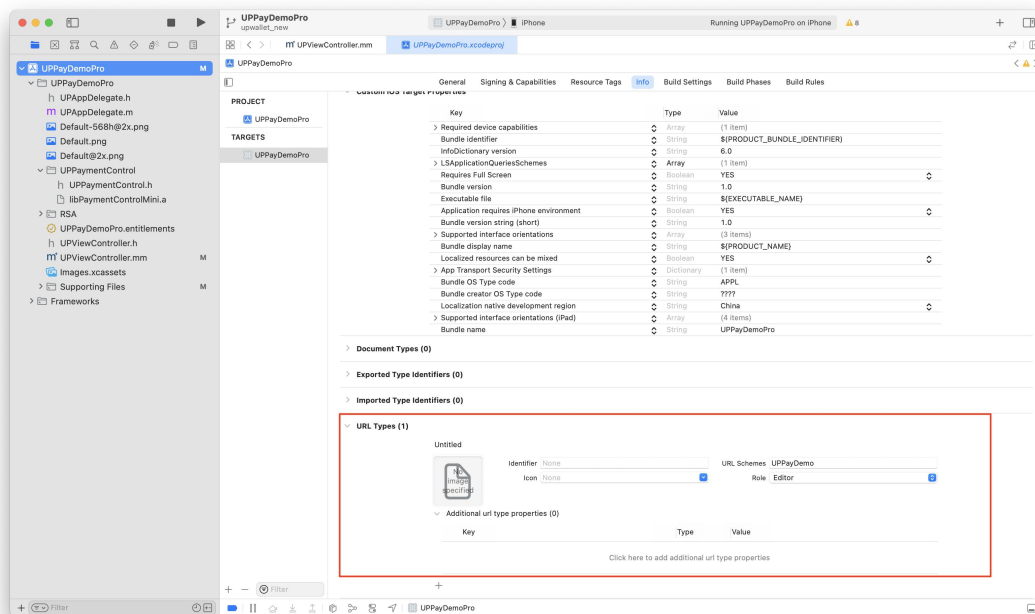 UPPayDemoPro
upwallet_new
UPPayDemoPro
iPhone
Running UPPayDemoPro on iPhone
8
UPViewController.mm
UPPayDemoPro.xcodeproj
UPPayDemoPro
UPPayDemoPro M
UPPayDemoPro
UPAppDelegate.h
UPAppDelegate.m
Default-568h@2x.png
Default.png
Default@2x.png
UPPaymentControl
UPPaymentControl.h
libPaymentControlMini.a
RSA
UPPayDemoPro.entitlements
UPViewController.h
UPViewController.mm M
Images.xcassets
Supporting Files M
Frameworks
Filter
PROJECT
UPPayDemoPro
TARGETS
UPPayDemoPro
Filter
General Signing & Capabilities Resource Tags Info Build Settings Build Phases Build Rules
Custom iOS Target Properties
Key Type Value
Required device capabilities Array (1 item)
Bundle identifier String ${PRODUCT_BUNDLE_IDENTIFIER}
InfoDictionary version String 6.0
LSApplicationQueriesSchemes Array (1 item)
Requires Full Screen Boolean YES
Bundle version String 1.0
Executable file String ${EXECUTABLE_NAME}
Application requires iPhone environment Boolean YES
Bundle version string (short) String 1.0
Supported interface orientations Array (3 items)
Bundle display name String ${PRODUCT_NAME}
Localized resources can be mixed Boolean YES
App Transport Security Settings Dictionary (1 item)
Bundle OS Type code String APPL
Bundle creator OS Type code String ????
Localization native development region String China
Supported interface orientations (iPad) Array (4 items)
Bundle name String UPPayDemoPro
Document Types (0)
Exported Type Identifiers (0)
Imported Type Identifiers (0)
URL Types (1)
Untitled
No image specified
Identifier None URL Schemes UPPayDemo
Icon None Role Editor
Additional url type properties (0)
Key Type Value
Click here to add additional url type properties
UPPayDemoPro